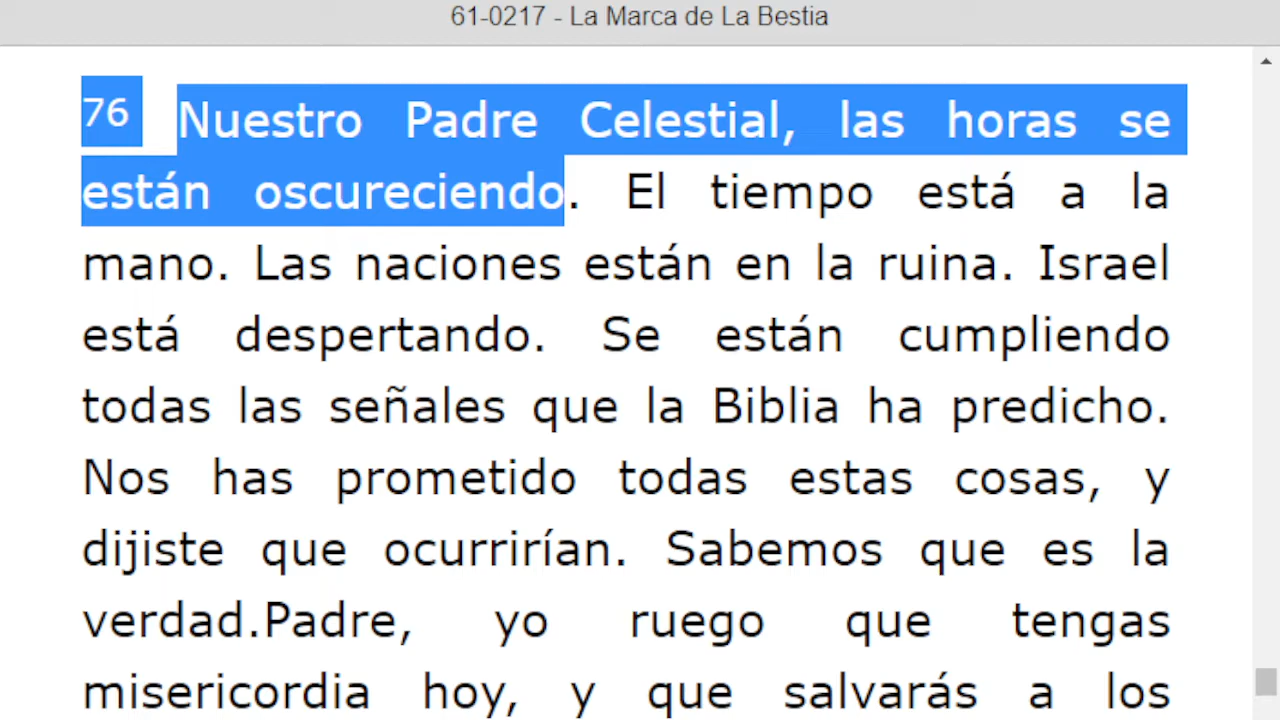 61-0217 - La Marca de La Bestia
76 Nuestro Padre Celestial, las horas se
están oscureciendo. El tiempo está a la
mano. Las naciones están en la ruina. Israel
está despertando. Se están cumpliendo
todas las señales que la Biblia ha predicho.
Nos has prometido todas estas cosas, y
dijiste que ocurrirían. Sabemos que es la
verdad.Padre, yo ruego que tengas
misericordia hoy, y que salvarás a los